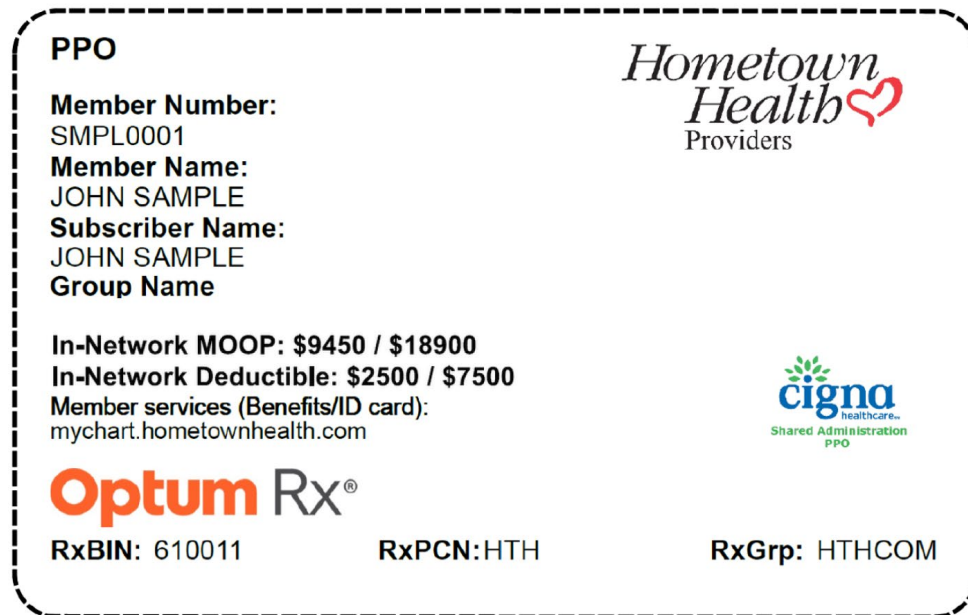 PPO
Hometown
Health
Providers
Member Number:
SMPL0001
Member Name:
JOHN SAMPLE
Subscriber Name:
JOHN SAMPLE
Group Name
In-Network MOOP: $9450 / $18900
In-Network Deductible: $2500 / $7500
Member services (Benefits/ID card):
mychart.hometownhealth.com
cigna
healthcare℠
Shared Administration
PPO
Optum Rx®
RxBIN: 610011 RxPCN:HTH RxGrp: HTHCOM